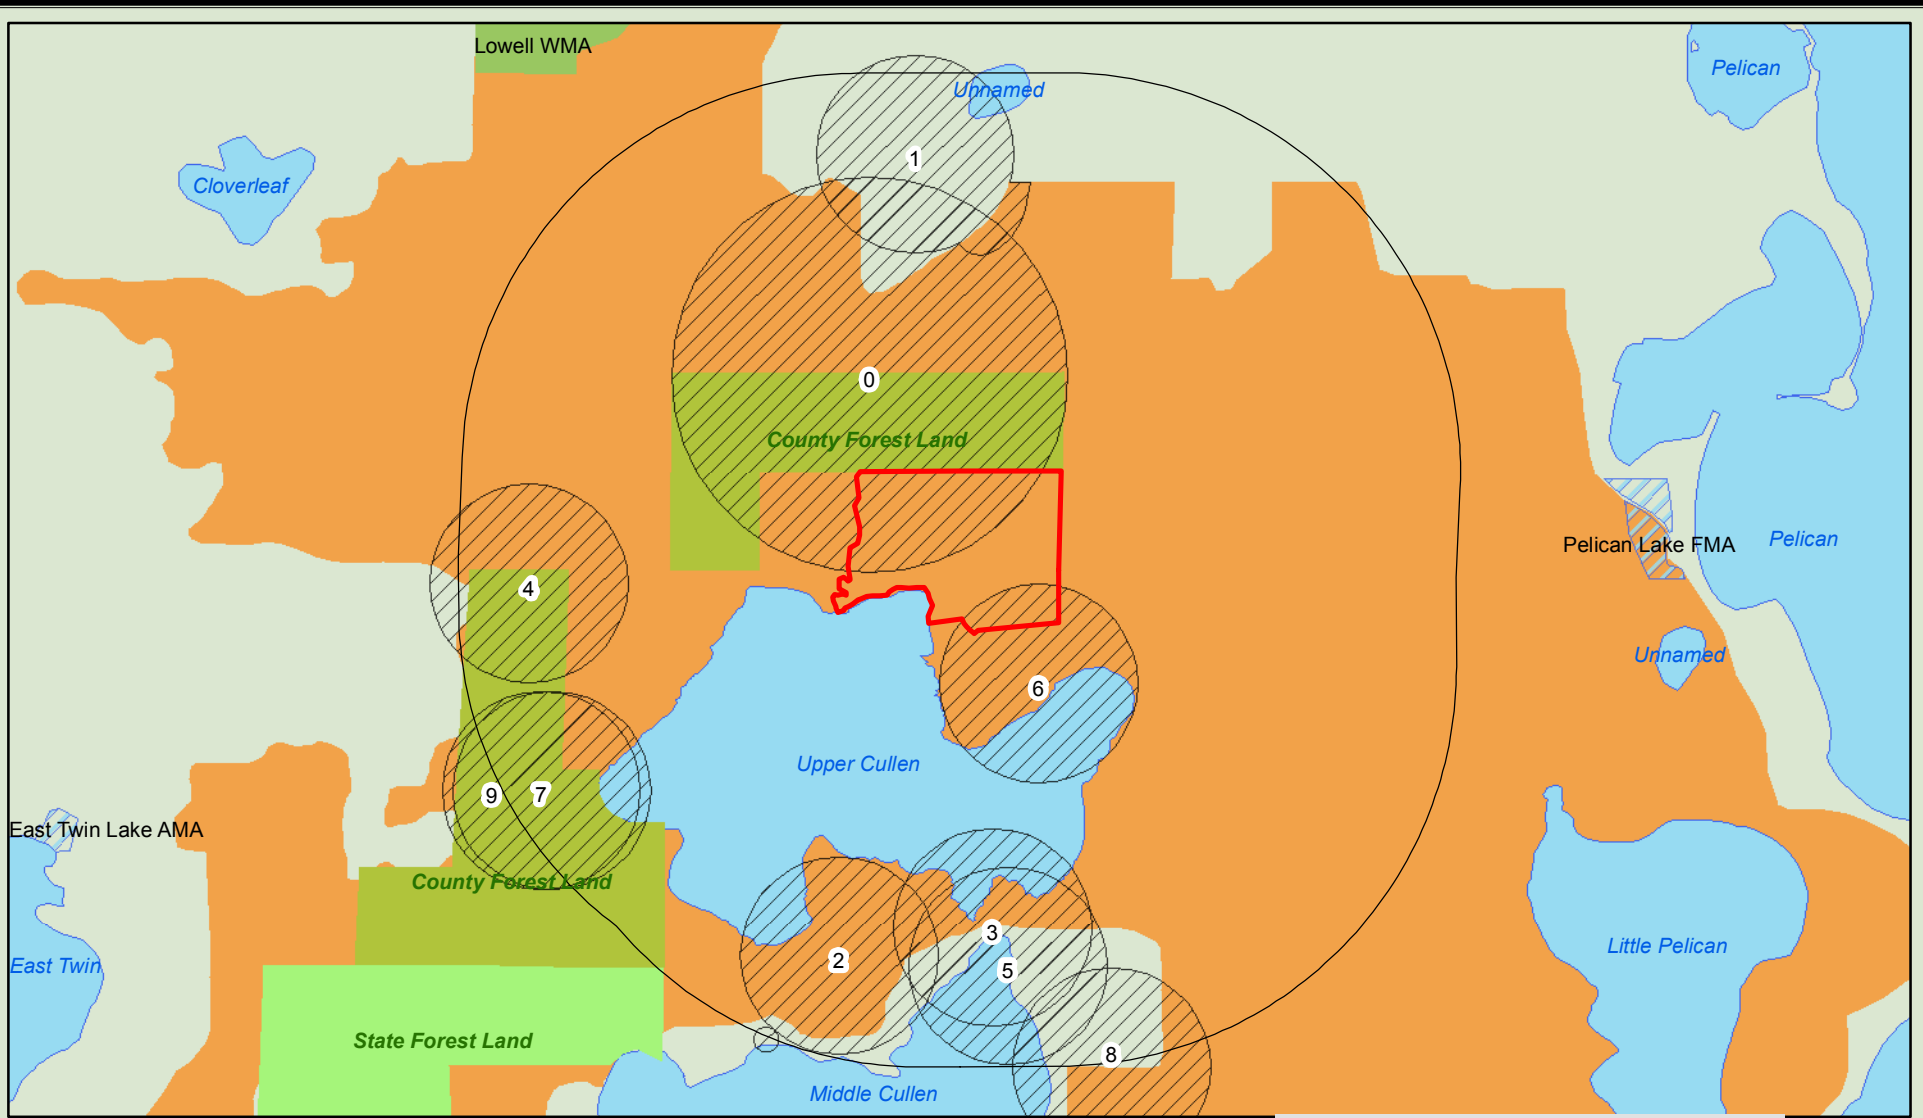 Lowell WMA
Pelican
Unnamed
1
Cloverleaf
0
County Forest Land
Pelican Lake FMA
Pelican
4
Unnamed
6
Upper Cullen
9
7
East Twin Lake AMA
County Forest Land
3
Little Pelican
2
East Twin
5
State Forest Land
8
Middle Cullen